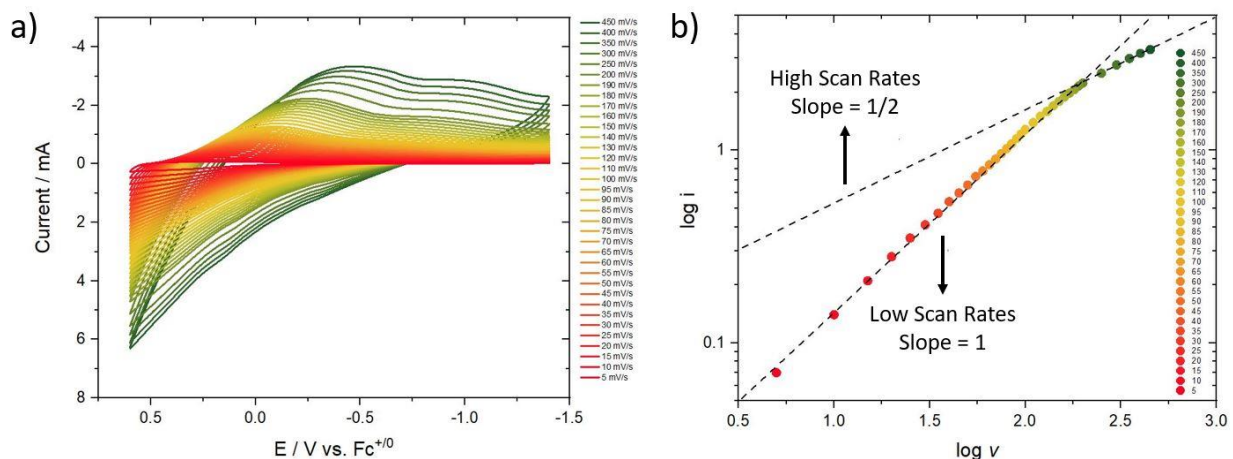 a)
-4
-2
0
2
4
6
8
Current / mA
0.5
0.0
-0.5
-1.0
-1.5
E / V vs. Fc+/0
450 mV/s
400 mV/s
350 mV/s
300 mV/s
250 mV/s
200 mV/s
190 mV/s
180 mV/s
170 mV/s
160 mV/s
150 mV/s
140 mV/s
130 mV/s
120 mV/s
110 mV/s
100 mV/s
95 mV/s
90 mV/s
85 mV/s
80 mV/s
75 mV/s
70 mV/s
65 mV/s
60 mV/s
55 mV/s
50 mV/s
45 mV/s
40 mV/s
35 mV/s
30 mV/s
25 mV/s
20 mV/s
15 mV/s
10 mV/s
5 mV/s
b)
High Scan Rates
Slope = 1/2
Low Scan Rates
Slope = 1
1
0.1
log i
0.5
1.0
1.5
2.0
2.5
3.0
log v
450
400
350
300
250
200
190
180
170
160
150
140
130
120
110
100
95
90
85
80
75
70
65
60
55
50
45
40
35
30
25
20
15
10
5